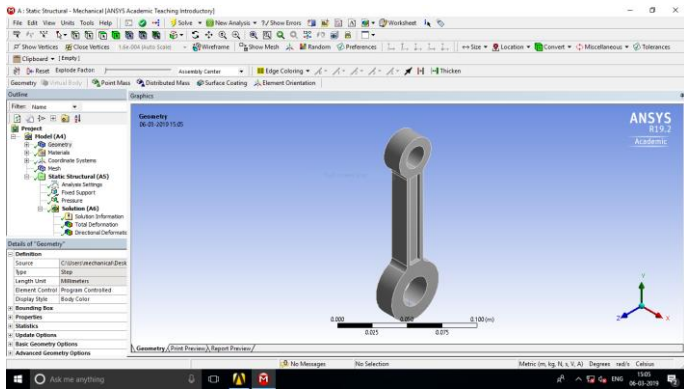 A : Static Structural - Mechanical [ANSYS Academic Teaching Introductory]
File Edit View Units Tools Help Solve New Analysis Show Errors Worksheet
Show Vertices Close Vertices (Auto Scale) Wireframe Show Mesh Random Preferences Size Location Convert Miscellaneous Tolerances
Clipboard [Empty]
Reset Explode Factor: Assembly Center Edge Coloring Thicken
Geometry Virtual Body Point Mass Distributed Mass Surface Coating Element Orientation
Outline
Filter: Name
Project
Model (A4)
Geometry
Materials
Coordinate Systems
Mesh
Static Structural (A5)
Analysis Settings
Fixed Support
Pressure
Solution (A6)
Solution Information
Total Deformation
Directional Deformatic
Details of "Geometry"
Definition
Source C:\Users\mechanical\Desk
Type Step
Length Unit Millimeters
Element Control Program Controlled
Display Style Body Color
Bounding Box
Properties
Statistics
Update Options
Basic Geometry Options
Advanced Geometry Options
Graphics
Geometry
15:05
ANSYS
R19.2
Academic
0.000 0.050 0.100 (m)
0.025 0.075
Y
Z X
Geometry Print Preview Report Preview
No Messages No Selection Metric (m, kg, N, s, V, A) Degrees rad/s Celsius
Ask me anything ENG 15:05
06-03-2019